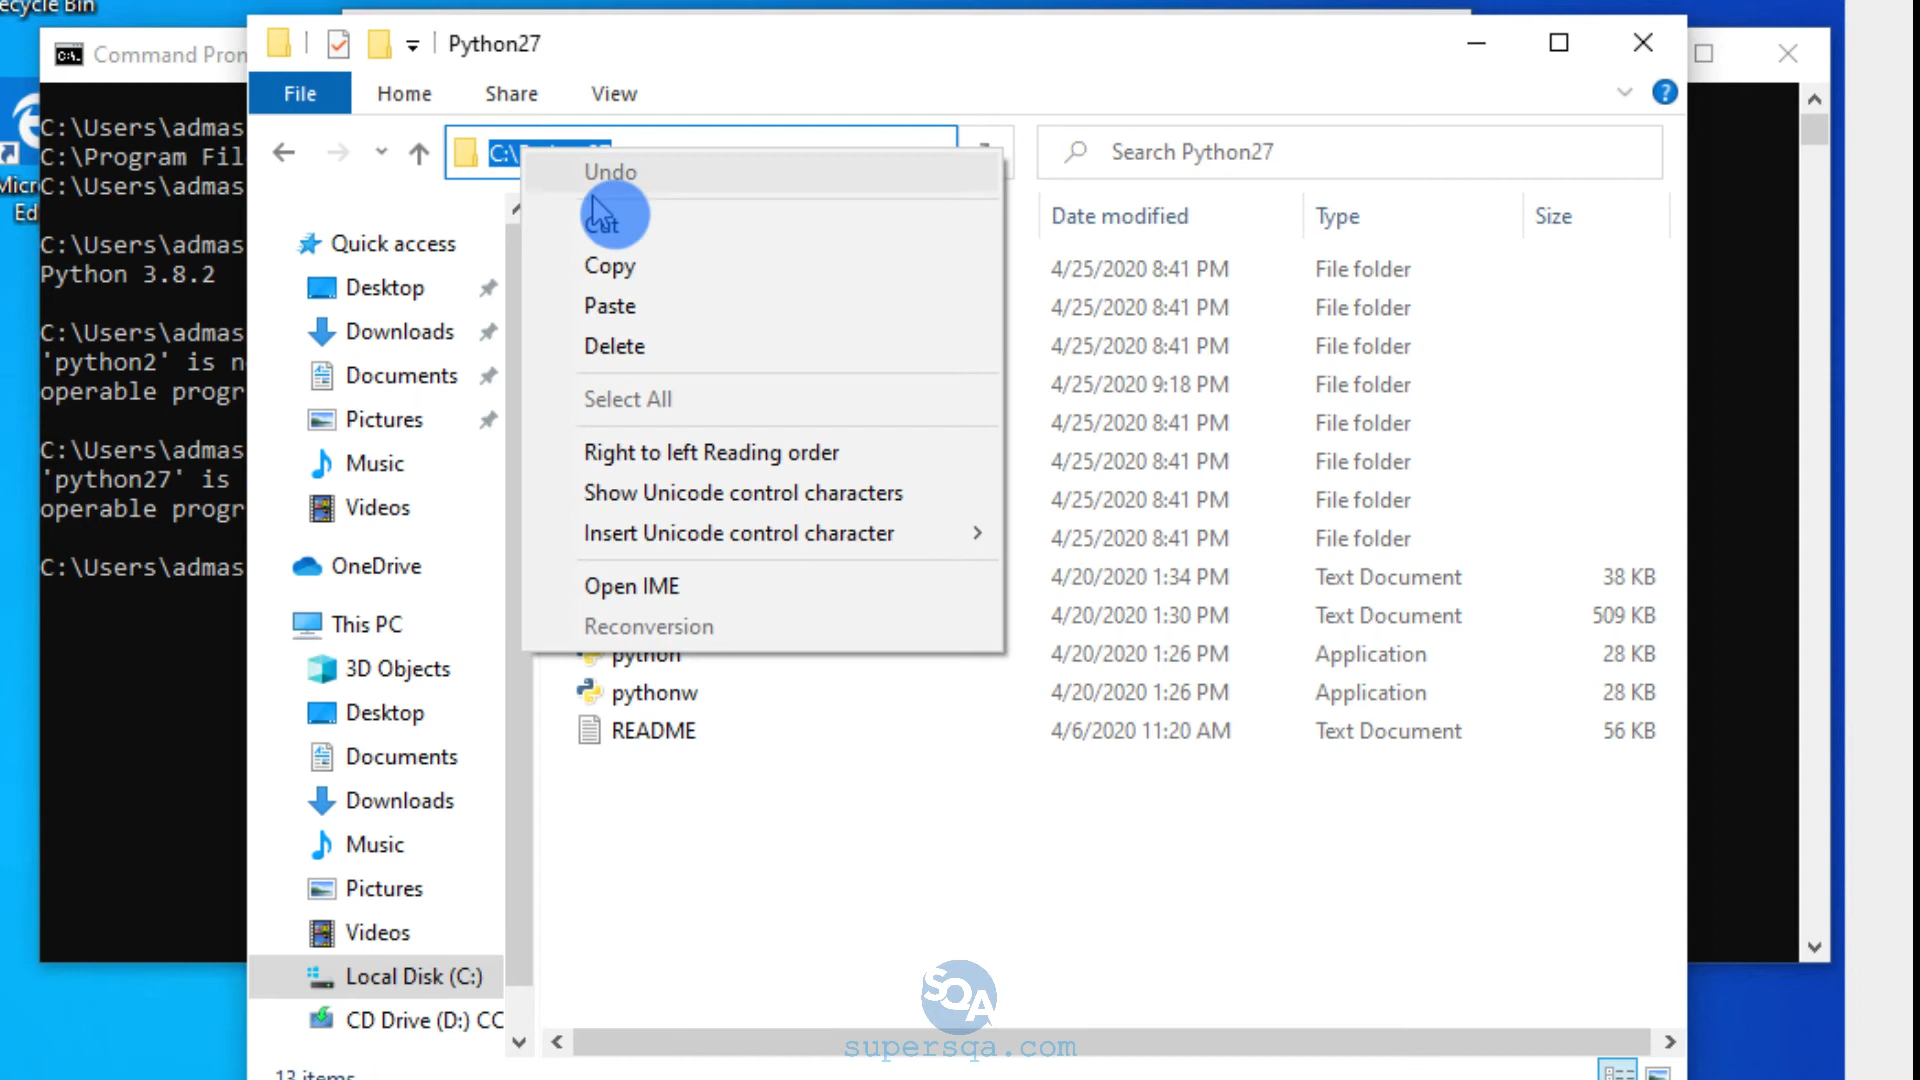 ecycle Bin
Command Pron
Python27
File
Home
Share
View
C:\
Search Python27
C:\Users\admas
C:\Program Fil
C:\Users\admas
C:\Users\admas
Python 3.8.2
C:\Users\admas
'python2' is n
operable progr
C:\Users\admas
'python27' is
operable progr
C:\Users\admas
Micr
Ed
Undo
Cut
Copy
Paste
Delete
Select All
Right to left Reading order
Show Unicode control characters
Insert Unicode control character
Open IME
Reconversion
Quick access
Desktop
Downloads
Documents
Pictures
Music
Videos
OneDrive
This PC
3D Objects
Desktop
Documents
Downloads
Music
Pictures
Videos
Local Disk (C:)
CD Drive (D:) CC
Date modified Type Size
4/25/2020 8:41 PM File folder
4/25/2020 8:41 PM File folder
4/25/2020 8:41 PM File folder
4/25/2020 9:18 PM File folder
4/25/2020 8:41 PM File folder
4/25/2020 8:41 PM File folder
4/25/2020 8:41 PM File folder
4/25/2020 8:41 PM File folder
4/20/2020 1:34 PM Text Document 38 KB
4/20/2020 1:30 PM Text Document 509 KB
python 4/20/2020 1:26 PM Application 28 KB
pythonw 4/20/2020 1:26 PM Application 28 KB
README 4/6/2020 11:20 AM Text Document 56 KB
SQA
supersqa.com
13 items